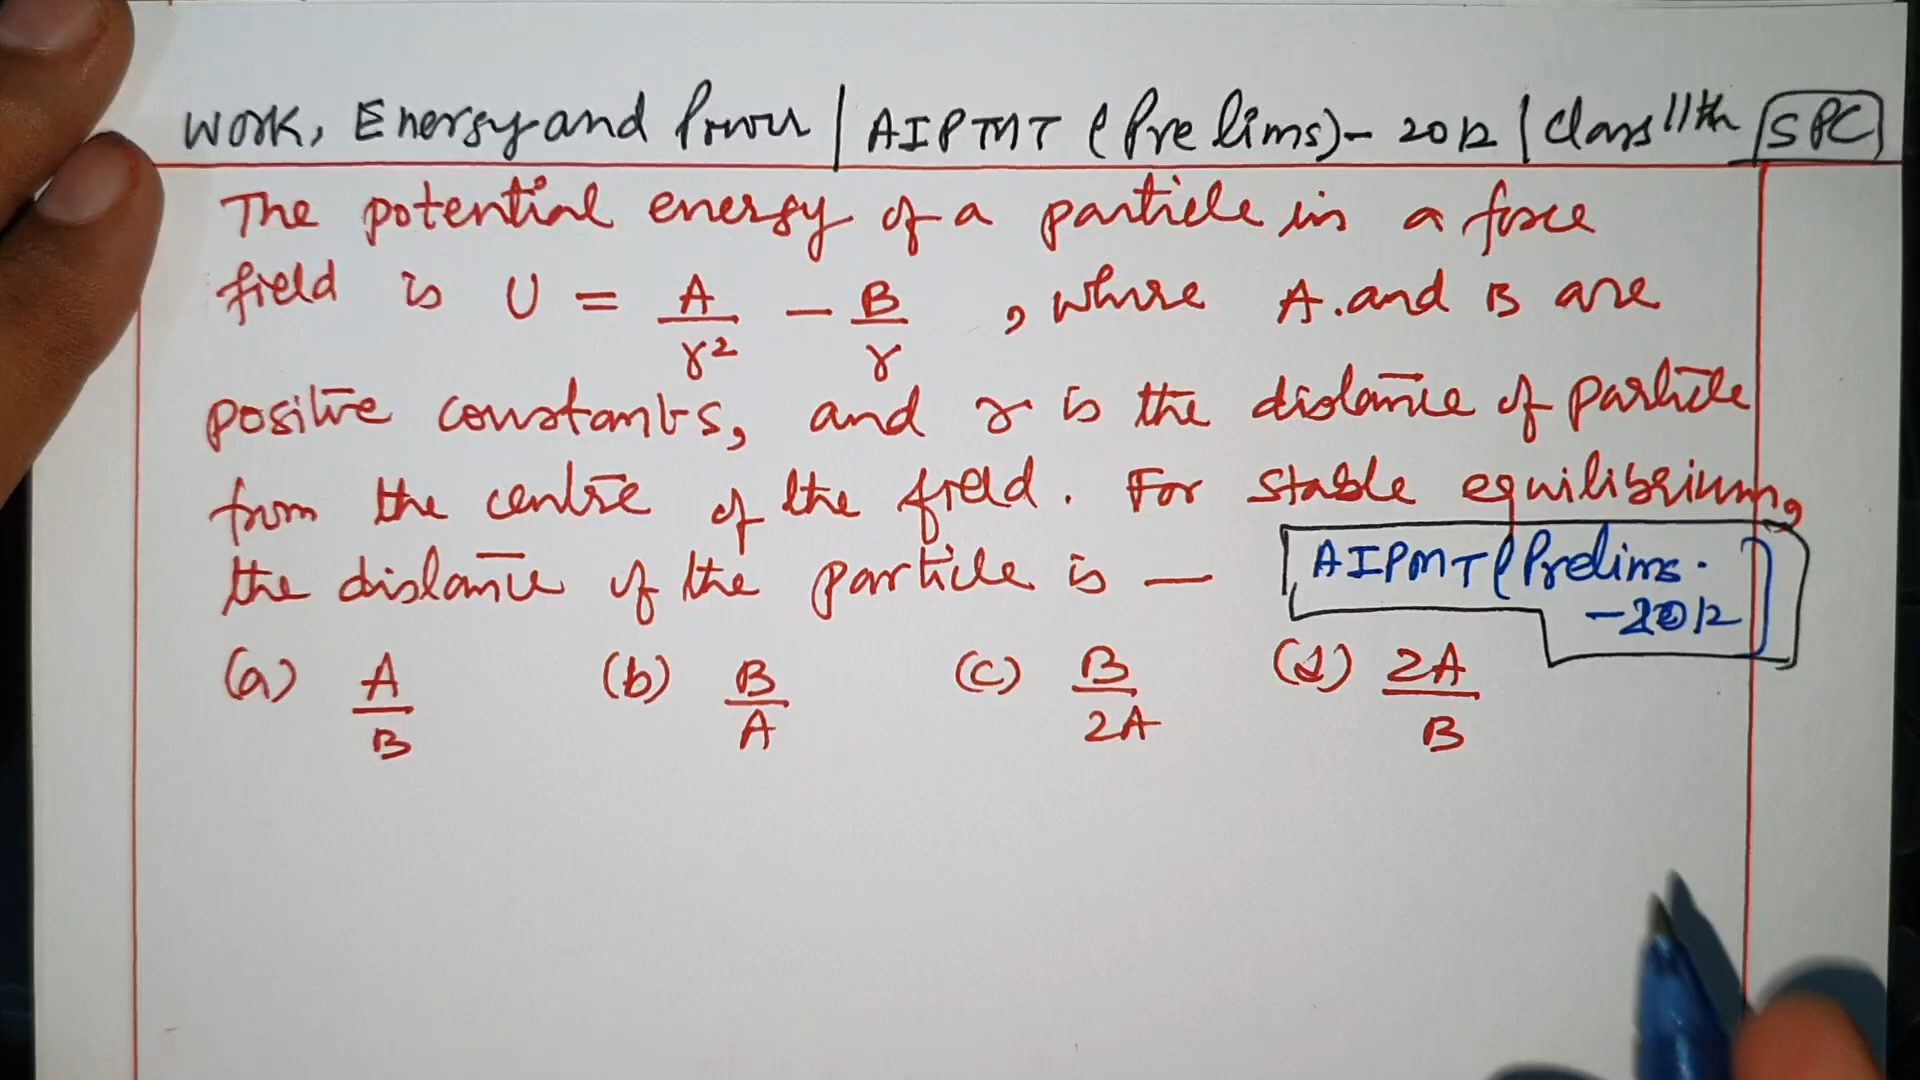 Work, Energy and Power | AIPMT (Prelims)- 2012 | Class 11th SPC
The potential energy of a particle in a force
field is U = A/r² - B/r, where A and B are
positive constants, and r is the distance of particle
from the centre of the field. For stable equilibrium,
the distance of the particle is —
AIPMT (Prelims.
-2012)
(a) A/B (b) B/A (c) B/2A (d) 2A/B